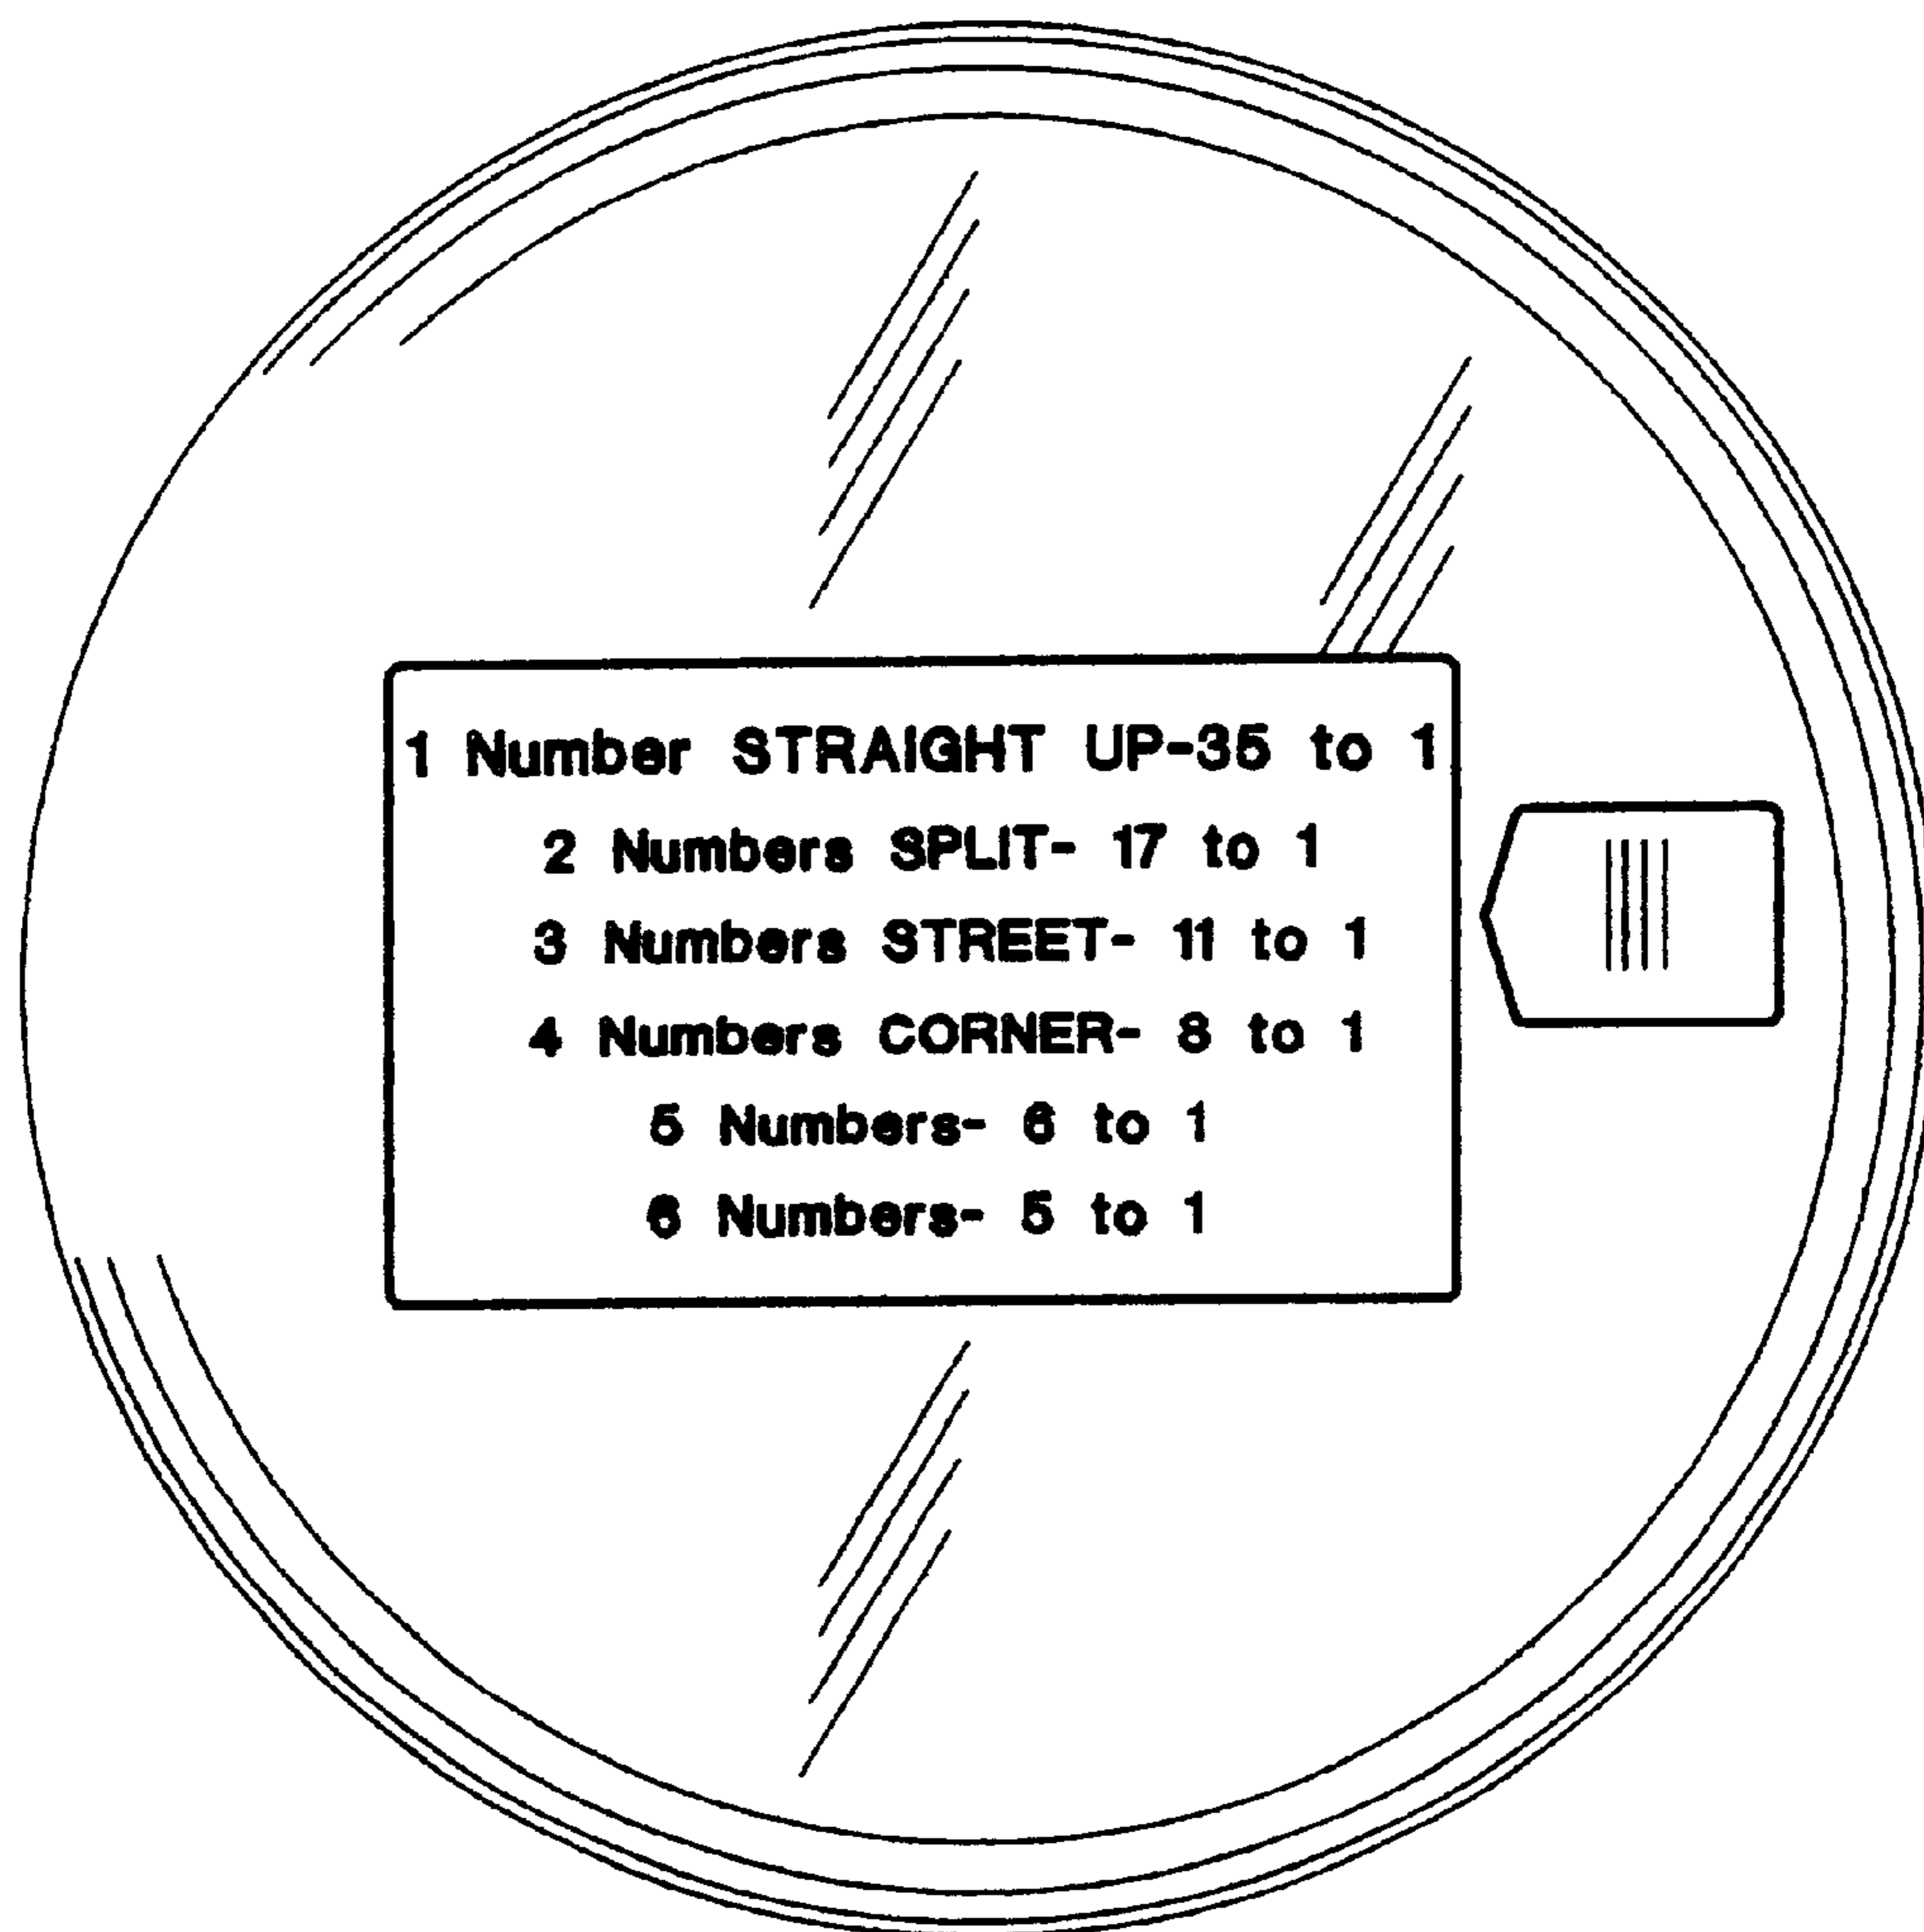 1 Number STRAIGHT UP-35 to 1
2 Numbers SPLIT- 17 to 1
3 Numbers STREET- 11 to 1
4 Numbers CORNER- 8 to 1
5 Numbers- 6 to 1
6 Numbers- 5 to 1